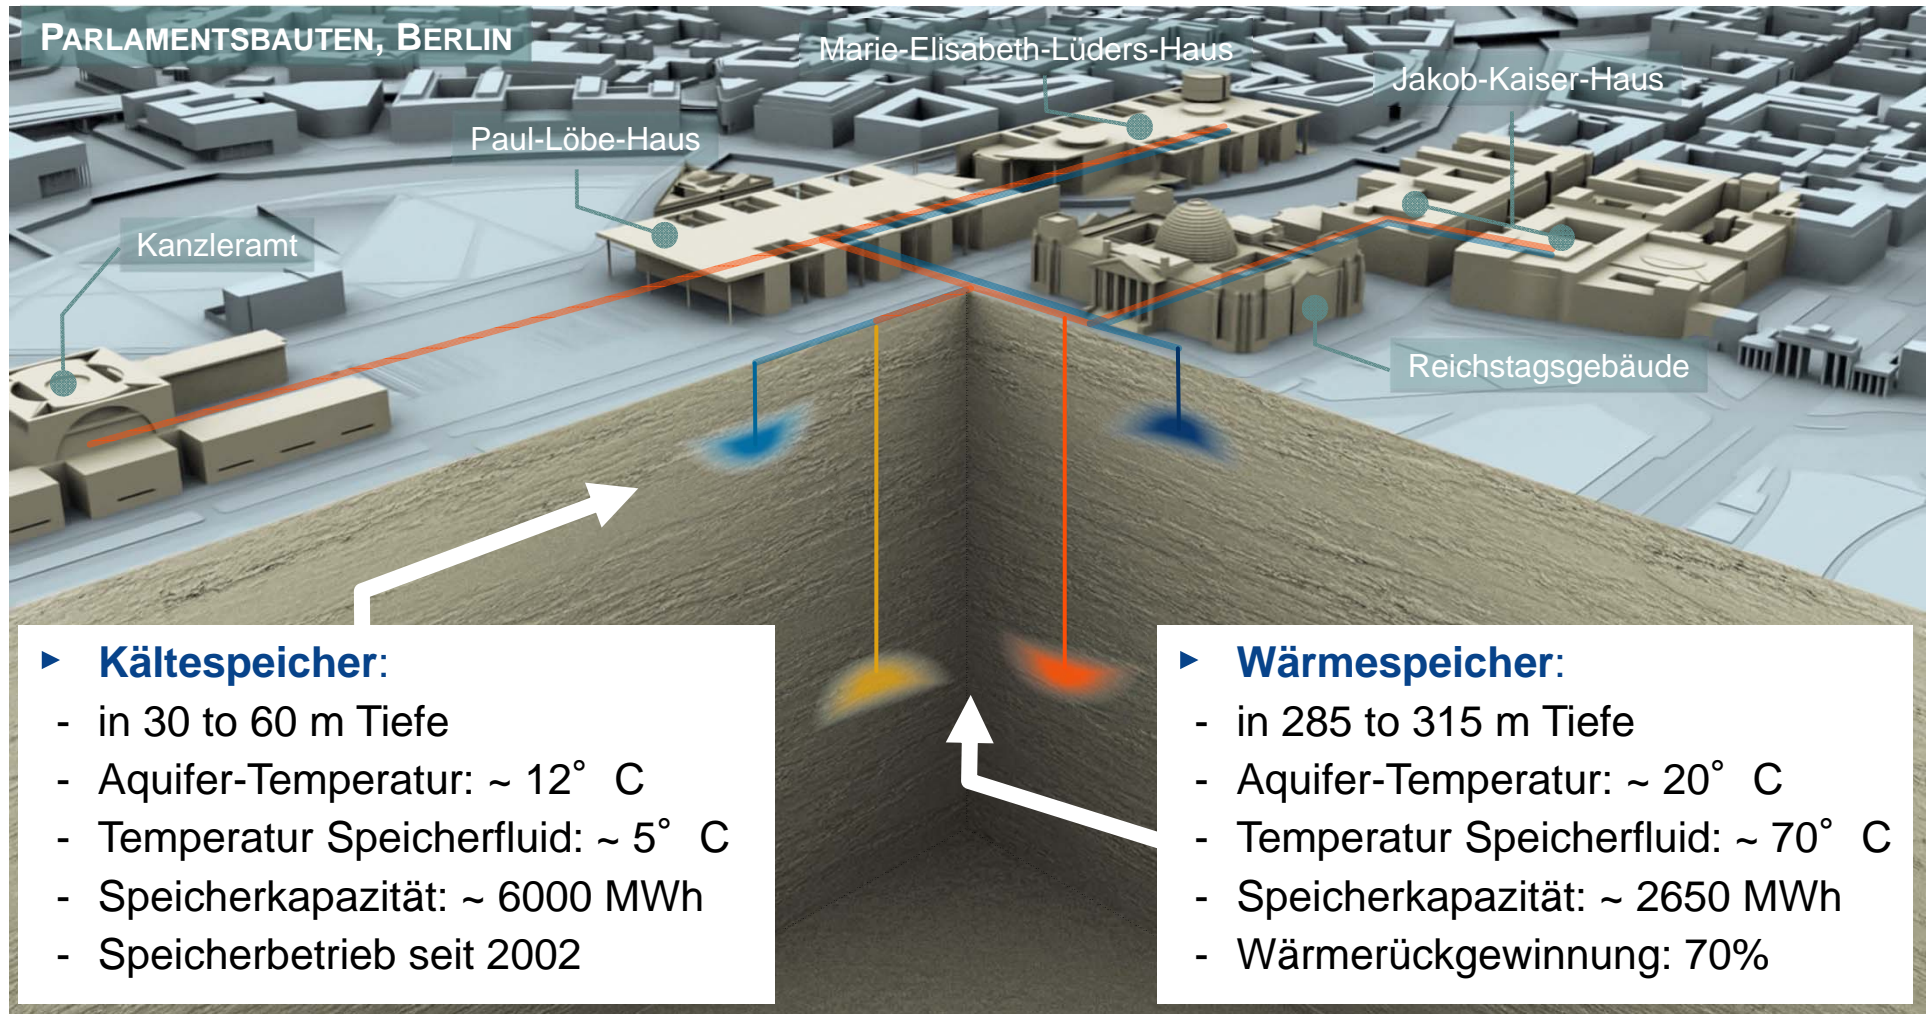 PARLAMENTSBAUTEN, BERLIN
Marie-Elisabeth-Lüders-Haus
Jakob-Kaiser-Haus
Paul-Löbe-Haus
Kanzleramt
Reichstagsgebäude
► Kältespeicher:
- in 30 to 60 m Tiefe
- Aquifer-Temperatur: ~ 12° C
- Temperatur Speicherfluid: ~ 5° C
- Speicherkapazität: ~ 6000 MWh
- Speicherbetrieb seit 2002
► Wärmespeicher:
- in 285 to 315 m Tiefe
- Aquifer-Temperatur: ~ 20° C
- Temperatur Speicherfluid: ~ 70° C
- Speicherkapazität: ~ 2650 MWh
- Wärmerückgewinnung: 70%